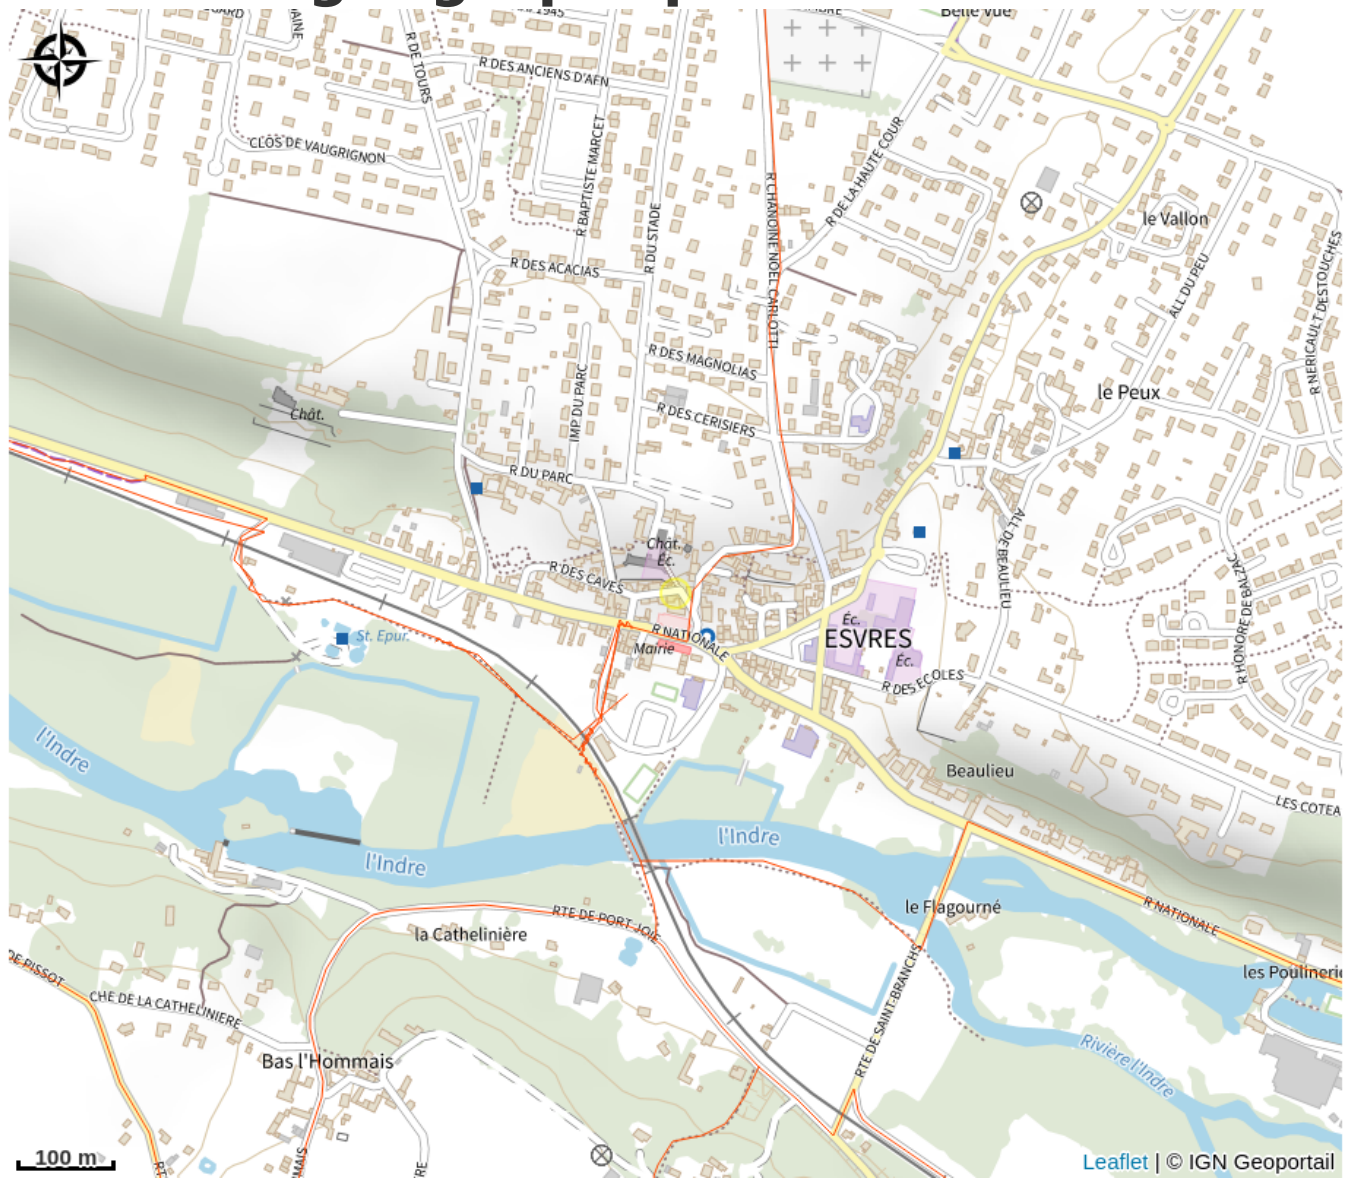 1945
Belle Vue
R DE TOURS
R DES ANCIENS D'AFN
CLOS DE VAUGRIGNON
R BAPTISTE MARCET
R DU STADE
R CHANOINE NOEL CARLOTTI
R DE LA HAUTE COUR
le Vallon
ALL DU PEU
R NERICAULT DESTOUCHES
R DES ACACIAS
R DES MAGNOLIAS
le Peux
IMP DU PARC
R DES CERISIERS
Chât.
R DU PARC
ALL DE BEAULIEU
Chât.
Éc.
R DES CAVES
R HONORE DE BALZAC
St. Epur.
R NATIONALE
Mairie
Éc.
ESVRES
Éc.
R DES ECOLES
l'Indre
Beaulieu
LES COTEA
l'Indre
l'Indre
le Flagourné
R NATIONALE
RTE DE PORT JOIE
la Cathelinière
DE PISSOT
les Poulinerie
CHE DE LA CATHELINIERE
RTE DE SAINT-BRANCHS
Bas l'Hommais
Rivière l'Indre
100 m
Leaflet | © IGN Geoportail